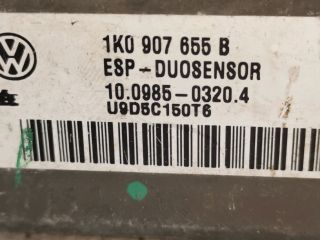 1K0 907 655 B
ESP-DUOSENSOR
10.0985-0320.4
U9D5C150T6